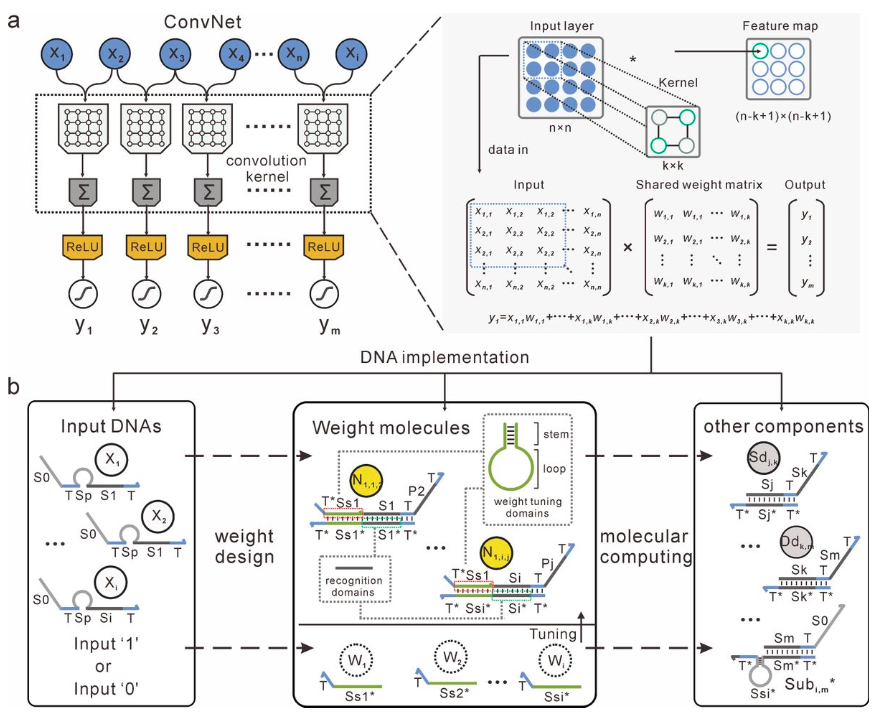 a
ConvNet
X1 X2 X3 X4 ...... Xn Xi
convolution
kernel
Σ Σ Σ ...... Σ
ReLU ReLU ReLU ...... ReLU
y1 y2 y3 ...... ym
Input layer
n×n
*
Kernel
k×k
Feature map
(n-k+1)×(n-k+1)
data in
Input
x1,1 x1,2 x1,2 ... x1,n
x2,1 x2,2 x2,2 ... x2,n
x2,1 x2,2 x2,2
xn,1 xn,2 xn,2 ... xn,n
×
Shared weight matrix
w1,1 w1,1 ... w1,k
w2,1 w2,1 ... w2,k
wk,1 wk,1 ... wk,k
=
Output
y1
y2
ym
y1=x1,1w1,1+...+x1,kw1,k+...+x2,kw2,k+...+x3,kw3,k+...+xk,kwk,k
DNA implementation
b
Input DNAs
X1
S0
T Sp S1 T
X2
S0
...
T Sp S1 T
Xi
S0
T Sp Si T
Input '1'
or
Input '0'
weight
design
Weight molecules
stem
loop
weight tuning
domains
N1,1,
T
P2
T* Ss1 S1 T
T* Ss1* S1* T*
...
recognition
domains
N1,i,j
T
Pj
T* Ss1 Si T
T* Ssi* Si* T*
Tuning
W1
T Ss1*
W2
T Ss2*
...
Wi
T Ssi*
molecular
computing
other components
Sdj,k
T
Sk
Sj T
T* Sj* T*
...
Ddk,m
T
Sm
Sk T
T* Sk* T*
...
S0
Sm T
T* Sm* T*
Ssi*
Subi,m*